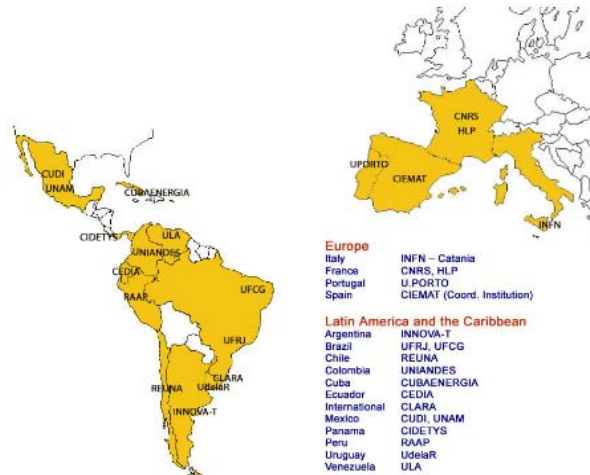 CNRS
HLP
UPORTO
CIEMAT
INFN
CUDI
UNAM
CUBAENERGIA
CIDETYS
ULA
UNIANDES
CEDIA
RAAP
UFCG
UFRJ
CLARA
REUNA
UdelaR
INNOVA-T
Europe
Italy INFN – Catania
France CNRS, HLP
Portugal U.PORTO
Spain CIEMAT (Coord. Institution)
Latin America and the Caribbean
Argentina INNOVA-T
Brazil UFRJ, UFCG
Chile REUNA
Colombia UNIANDES
Cuba CUBAENERGIA
Ecuador CEDIA
International CLARA
Mexico CUDI, UNAM
Panama CIDETYS
Peru RAAP
Uruguay UdelaR
Venezuela ULA